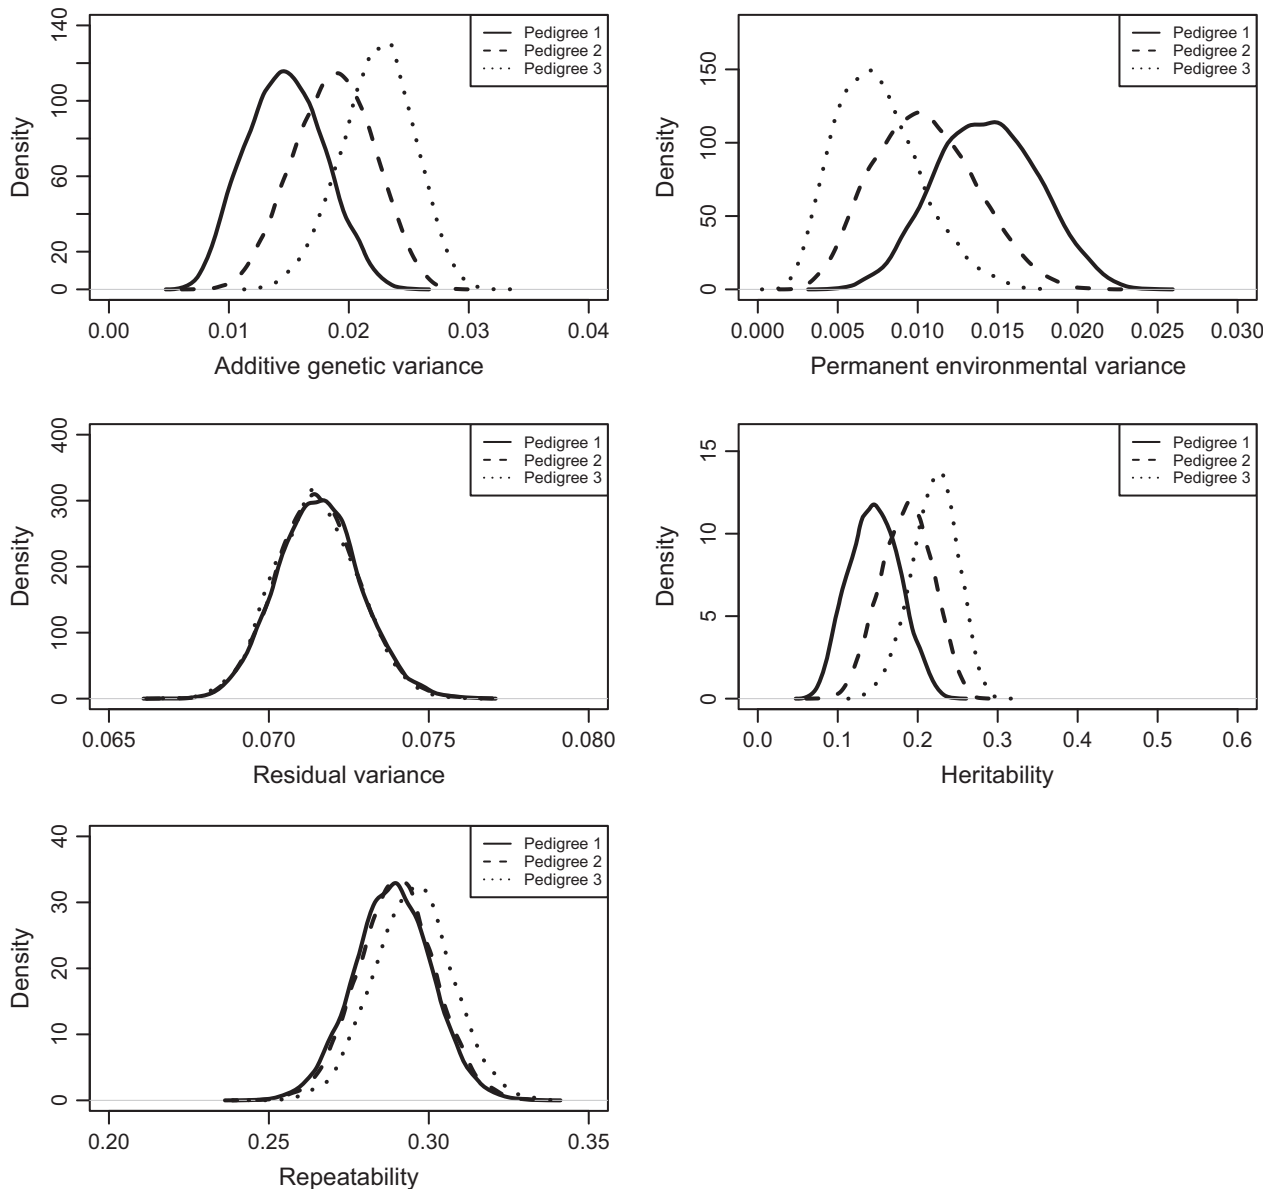 Density
140
100
60
20
0
Pedigree 1
Pedigree 2
Pedigree 3
0.00 0.01 0.02 0.03 0.04
Additive genetic variance
Density
150
100
50
0
Pedigree 1
Pedigree 2
Pedigree 3
0.000 0.005 0.010 0.015 0.020 0.025 0.030
Permanent environmental variance
Density
400
300
200
100
0
Pedigree 1
Pedigree 2
Pedigree 3
0.065 0.070 0.075 0.080
Residual variance
Density
15
10
5
0
Pedigree 1
Pedigree 2
Pedigree 3
0.0 0.1 0.2 0.3 0.4 0.5 0.6
Heritability
Density
40
30
20
10
0
Pedigree 1
Pedigree 2
Pedigree 3
0.20 0.25 0.30 0.35
Repeatability